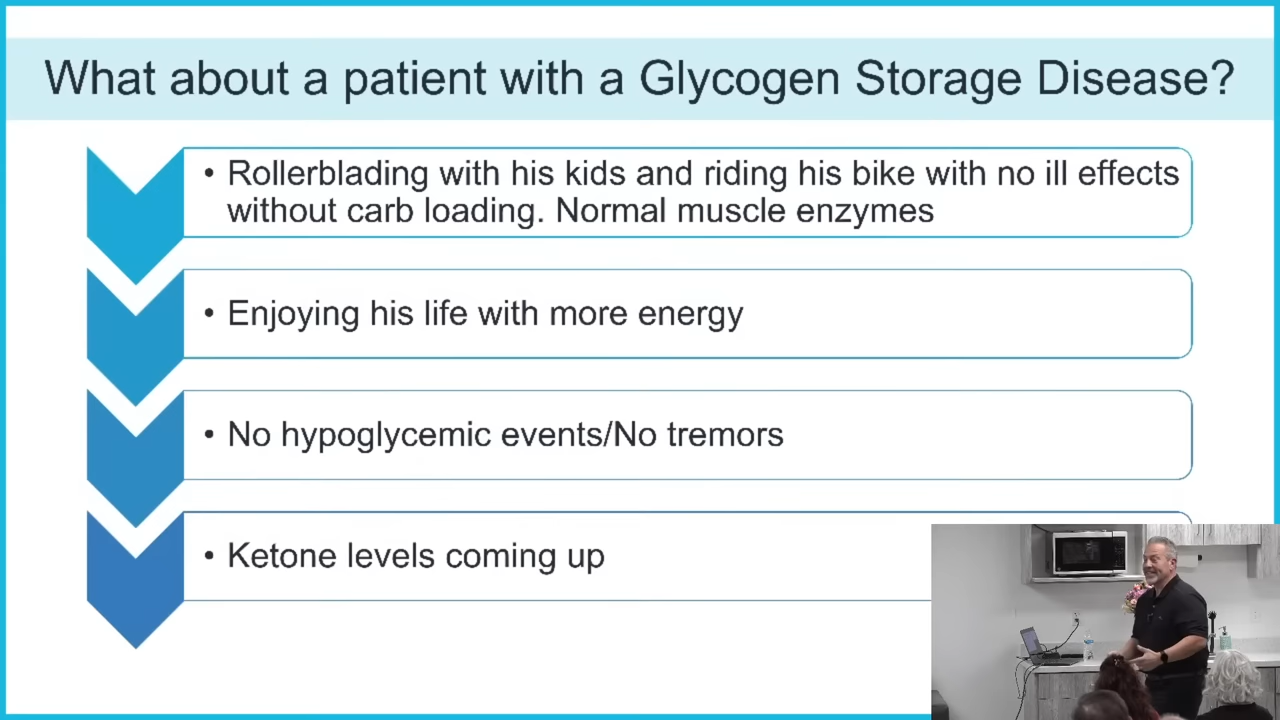 What about a patient with a Glycogen Storage Disease?
• Rollerblading with his kids and riding his bike with no ill effects
without carb loading. Normal muscle enzymes
• Enjoying his life with more energy
• No hypoglycemic events/No tremors
• Ketone levels coming up